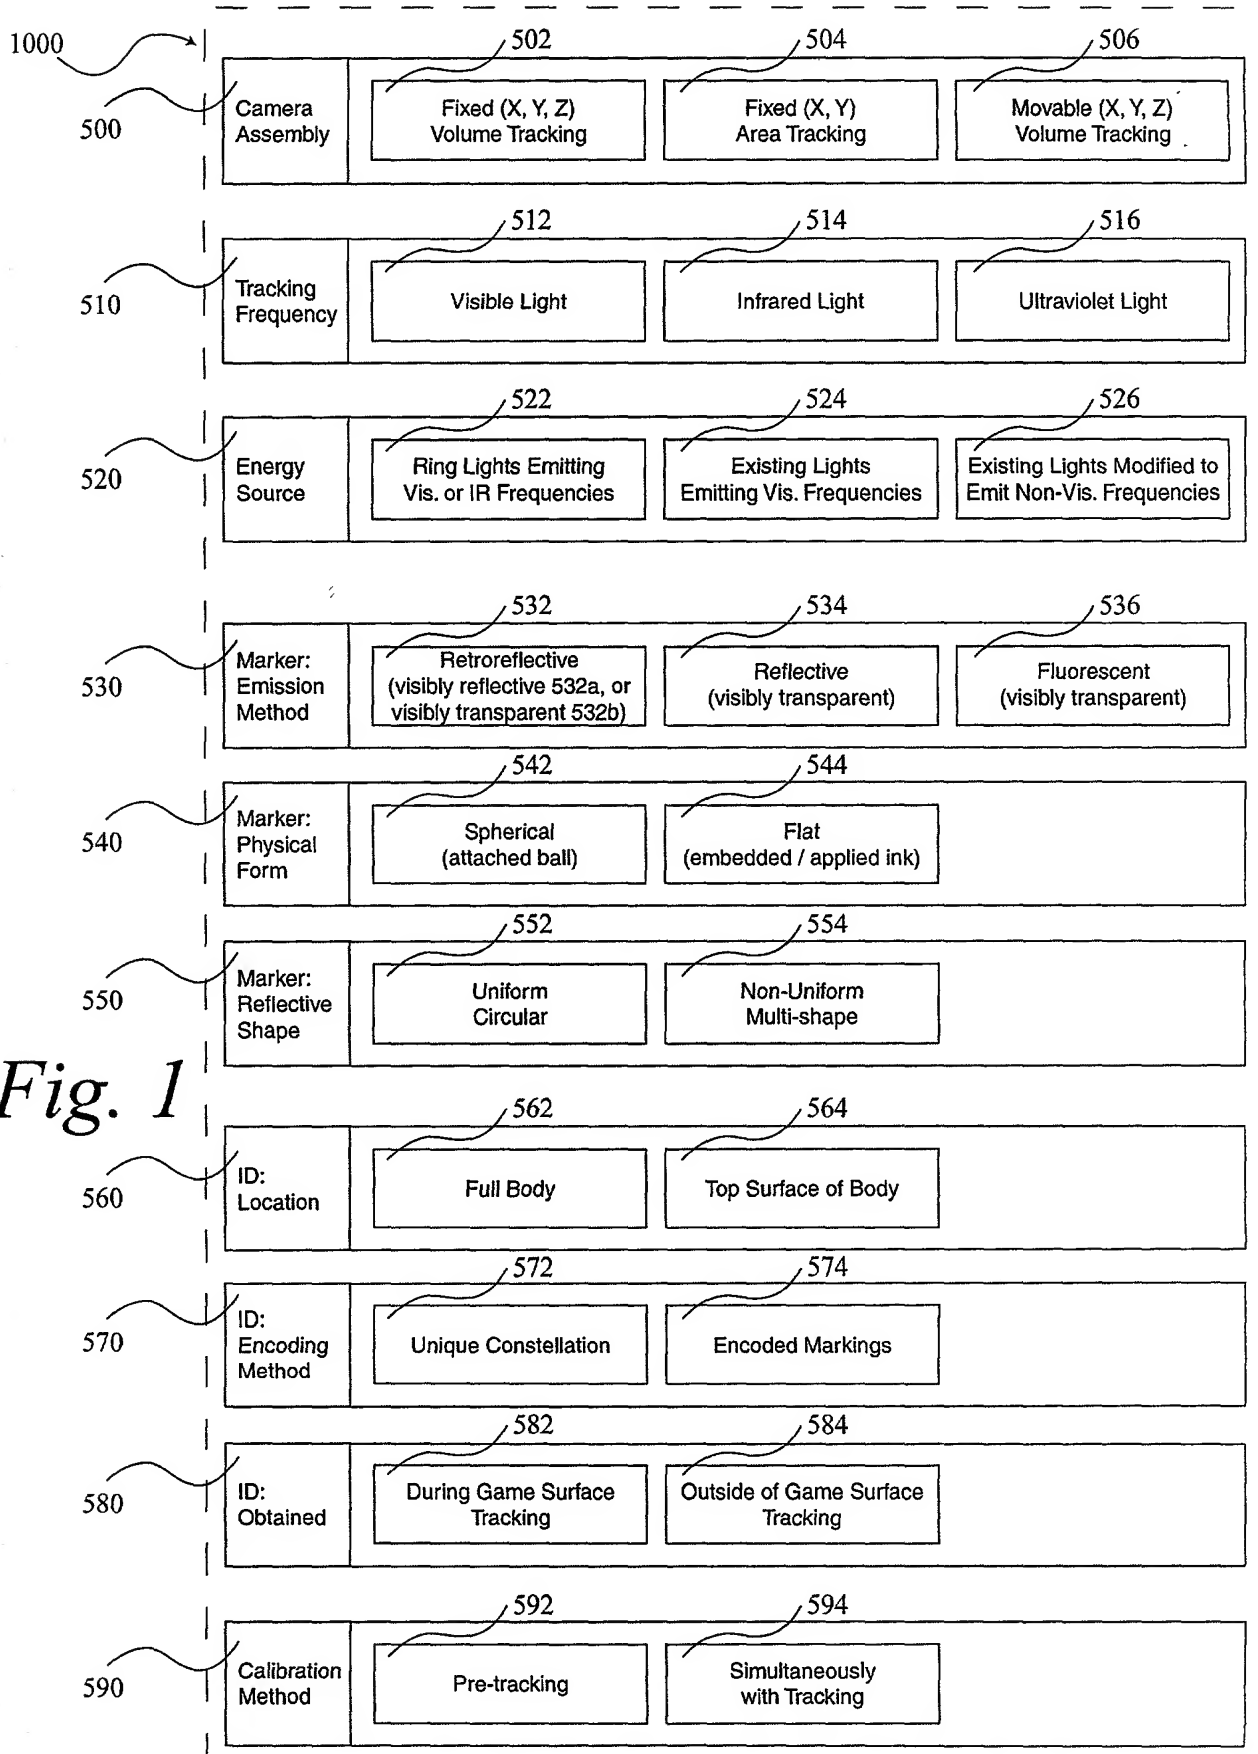 1000
502
504
506
500
Camera
Assembly
Fixed (X, Y, Z)
Volume Tracking
Fixed (X, Y)
Area Tracking
Movable (X, Y, Z)
Volume Tracking
512
514
516
510
Tracking
Frequency
Visible Light
Infrared Light
Ultraviolet Light
522
524
526
520
Energy
Source
Ring Lights Emitting
Vis. or IR Frequencies
Existing Lights
Emitting Vis. Frequencies
Existing Lights Modified to
Emit Non-Vis. Frequencies
532
534
536
530
Marker:
Emission
Method
Retroreflective
(visibly reflective 532a, or
visibly transparent 532b)
Reflective
(visibly transparent)
Fluorescent
(visibly transparent)
542
544
540
Marker:
Physical
Form
Spherical
(attached ball)
Flat
(embedded / applied ink)
552
554
550
Marker:
Reflective
Shape
Uniform
Circular
Non-Uniform
Multi-shape
Fig. 1
562
564
560
ID:
Location
Full Body
Top Surface of Body
572
574
570
ID:
Encoding
Method
Unique Constellation
Encoded Markings
582
584
580
ID:
Obtained
During Game Surface
Tracking
Outside of Game Surface
Tracking
592
594
590
Calibration
Method
Pre-tracking
Simultaneously
with Tracking